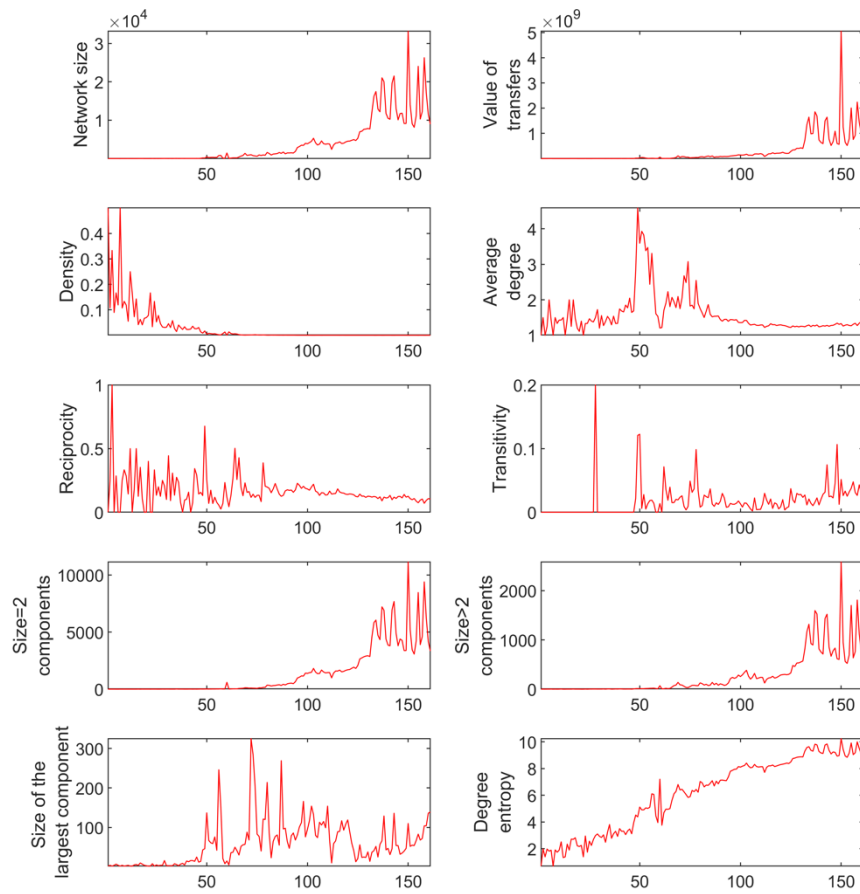 ×10⁴
Network size
3
2
1
50 100 150
×10⁹
Value of
transfers
5
4
3
2
1
50 100 150
Density
0.4
0.3
0.2
0.1
50 100 150
Average
degree
4
3
2
1
50 100 150
Reciprocity
1
0.5
0
50 100 150
Transitivity
0.2
0.1
0
50 100 150
Size=2
components
10000
5000
0
50 100 150
Size>2
components
2000
1000
0
50 100 150
Size of the
largest component
300
200
100
50 100 150
Degree
entropy
10
8
6
4
2
50 100 150